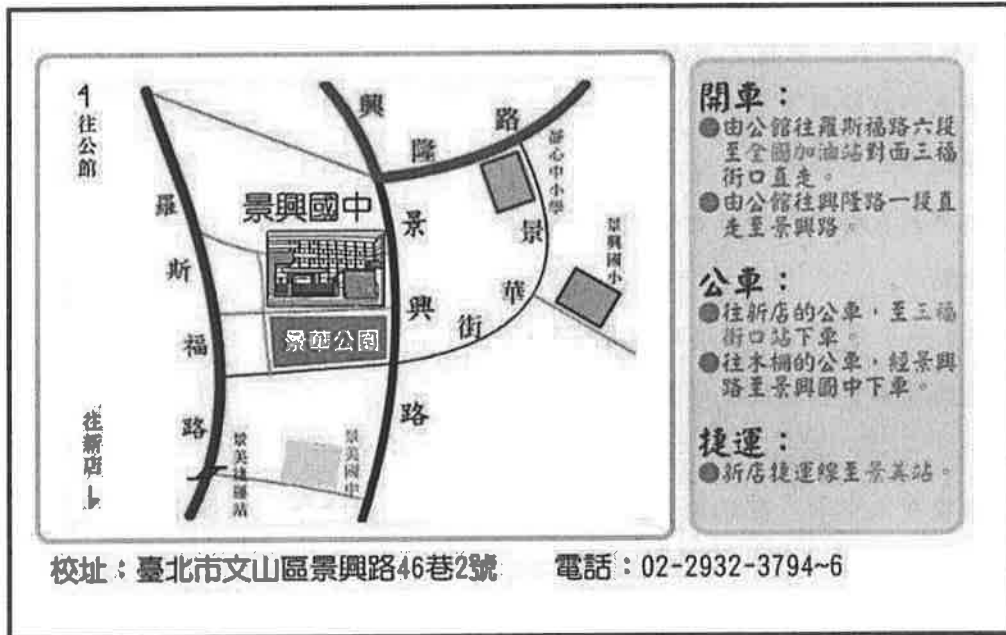 往公館
羅斯福路
往新店
興隆路
景興國中
景華公園
景興路
景華街
靜心中小學
景興國小
景美捷運站
景美國中
開車：
●由公館往羅斯福路六段
至全國加油站對面三福
街口直走。
●由公館往興隆路一段直
走至景興路。
公車：
●往新店的公車，至三福
街口站下車。
●往木柵的公車，經景興
路至景興國中下車。
捷運：
●新店捷運線至景美站。
校址：臺北市文山區景興路46巷2號　　電話：02-2932-3794~6